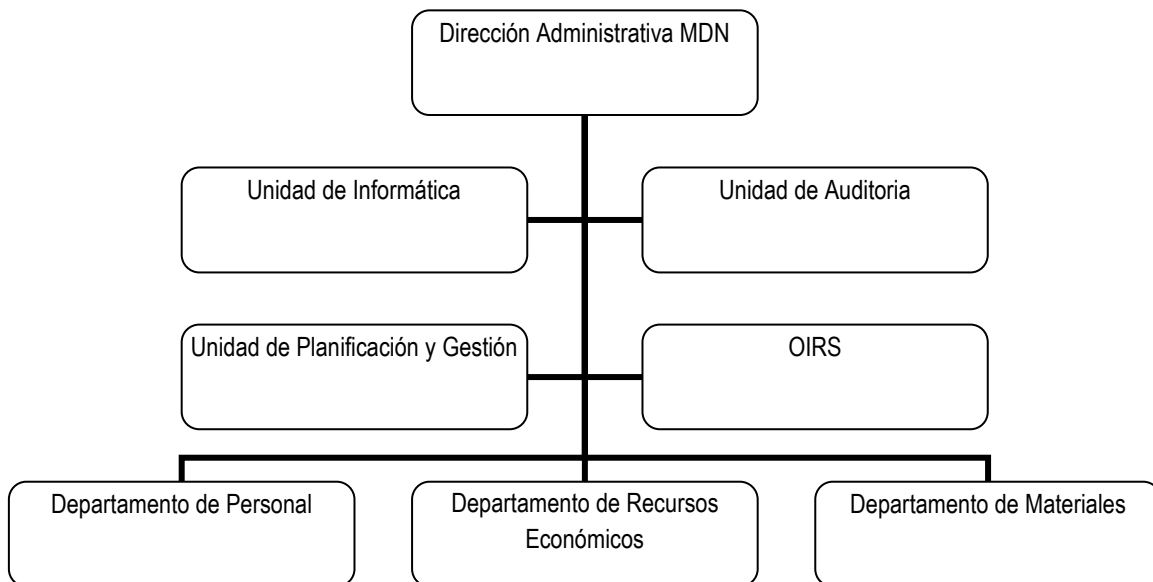 Dirección Administrativa MDN
Unidad de Informática
Unidad de Auditoria
Unidad de Planificación y Gestión
OIRS
Departamento de Personal
Departamento de Recursos
Económicos
Departamento de Materiales